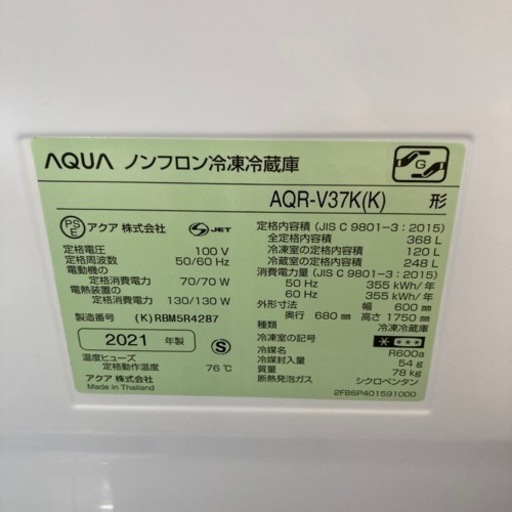 AQUA ノンフロン冷凍冷蔵庫
G
AQR-V37K(K) 形
PS E アクア 株式会社 S JET
定格電圧 100 V
定格周波数 50/60 Hz
電動機の
定格消費電力 70/70 W
電熱装置の
定格消費電力 130/130 W
製造番号 (K)RBM5R4287
2021 年製 S
温度ヒューズ
定格動作温度 76℃
アクア 株式会社
Made in Thailand
定格内容積 (JIS C 9801-3 : 2015)
全定格内容積 368 L
冷凍室の定格内容積 120 L
冷蔵室の定格内容積 248 L
消費電力量 (JIS C 9801-3 : 2015)
50 Hz 355 kWh/年
60 Hz 355 kWh/年
外形寸法 幅 600 mm
奥行 680 mm 高さ 1750 mm
種類 冷凍冷蔵庫
冷凍室の記号
冷媒名 R600a
冷媒封入量 54 g
質量 78 kg
断熱発泡ガス シクロペンタン
2FB6P401591000